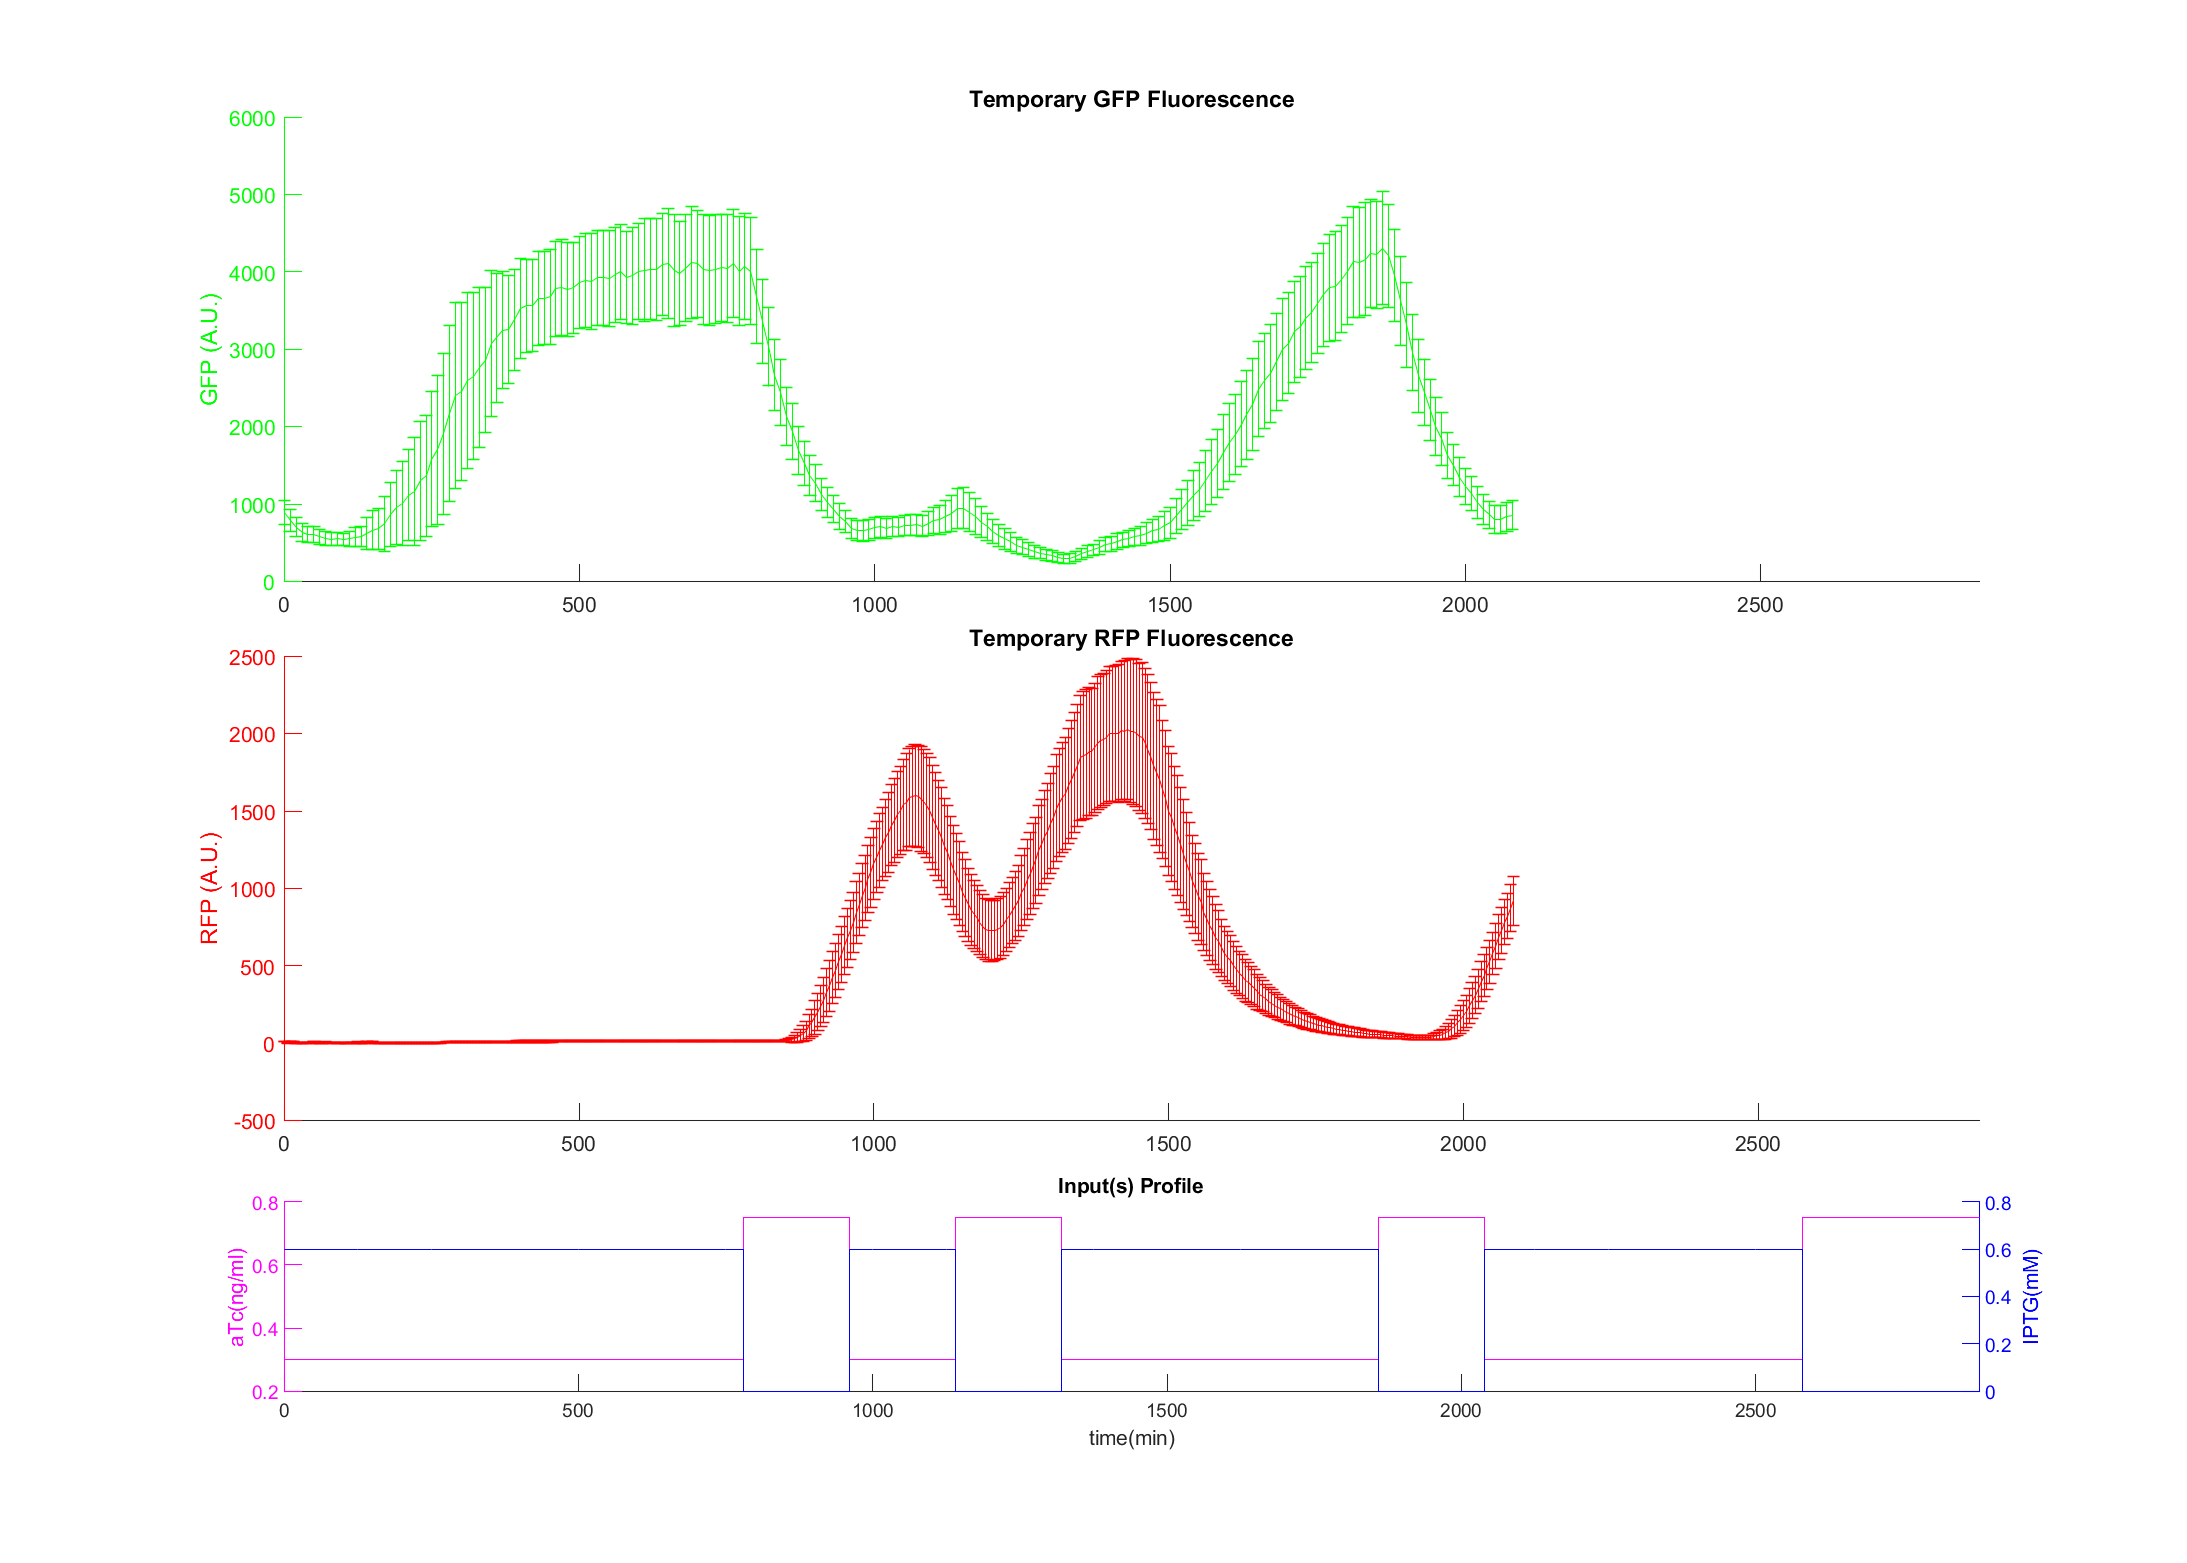 Temporary GFP Fluorescence
6000
5000
4000
3000
2000
1000
0
GFP (A.U.)
0 500 1000 1500 2000 2500
Temporary RFP Fluorescence
2500
2000
1500
1000
500
0
-500
RFP (A.U.)
0 500 1000 1500 2000 2500
Input(s) Profile
0.8
0.6
0.4
0.2
aTc(ng/ml)
0.8
0.6
0.4
0.2
0
IPTG(mM)
0 500 1000 1500 2000 2500
time(min)